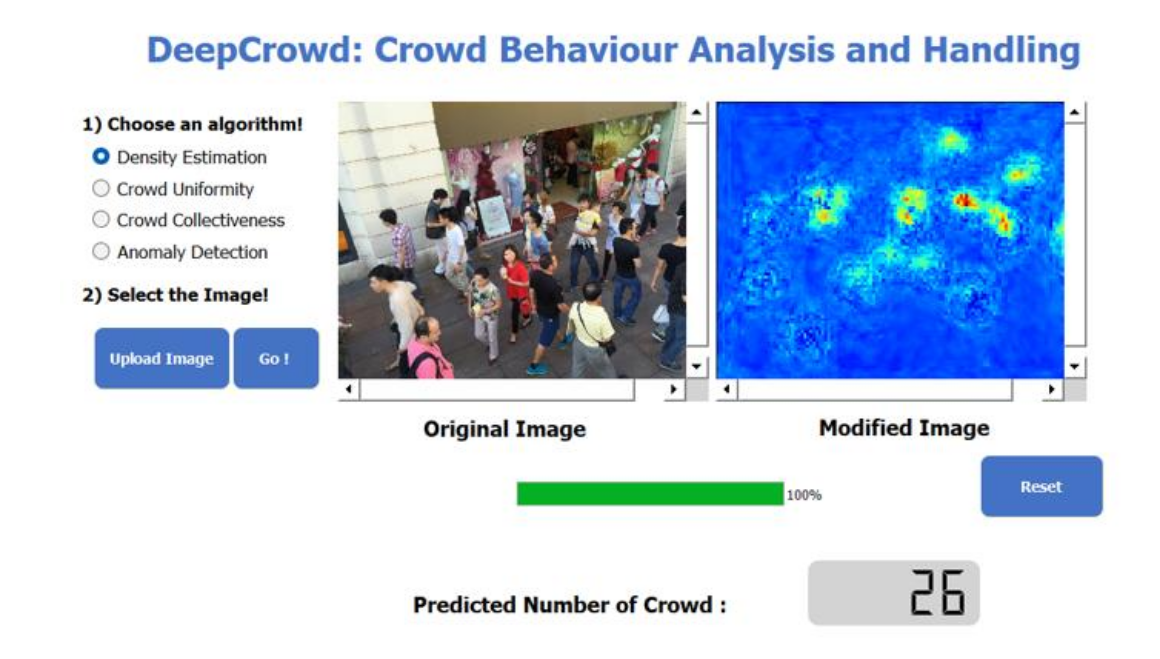 DeepCrowd: Crowd Behaviour Analysis and Handling
1) Choose an algorithm!
Density Estimation
Crowd Uniformity
Crowd Collectiveness
Anomaly Detection
2) Select the Image!
Upload Image
Go !
Original Image
Modified Image
100%
Reset
Predicted Number of Crowd :
26